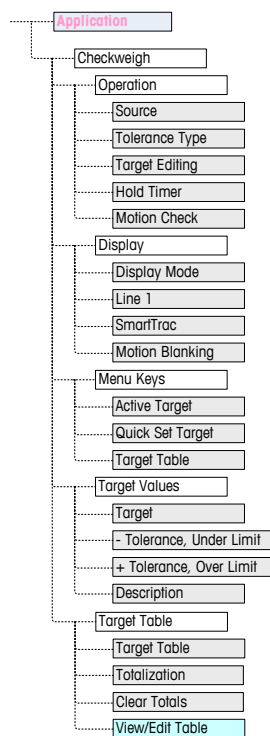 Application
Checkweigh
Operation
Source
Tolerance Type
Target Editing
Hold Timer
Motion Check
Display
Display Mode
Line 1
SmartTrac
Motion Blanking
Menu Keys
Active Target
Quick Set Target
Target Table
Target Values
Target
- Tolerance, Under Limit
+ Tolerance, Over Limit
Description
Target Table
Target Table
Totalization
Clear Totals
View/Edit Table